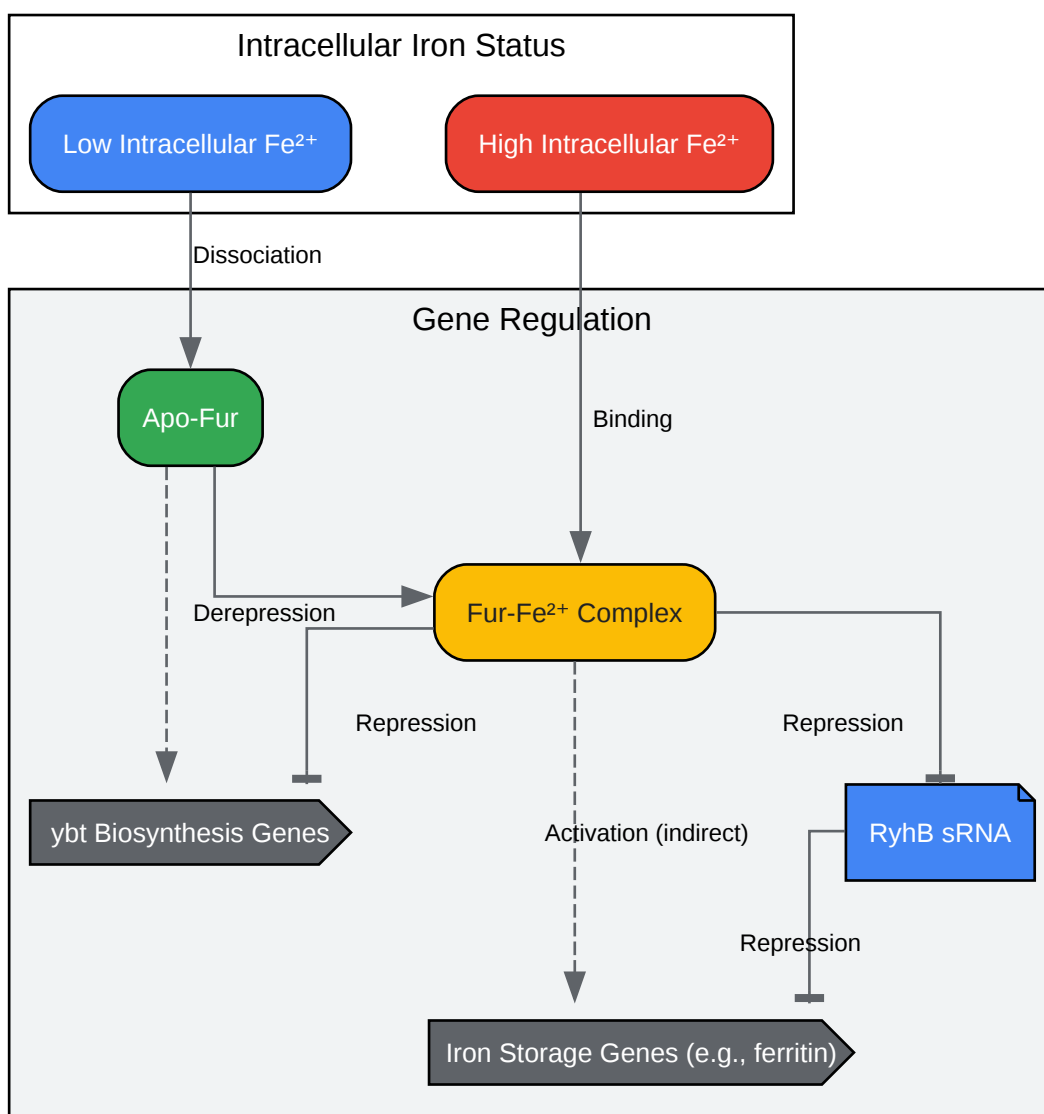 Intracellular Iron Status
Low Intracellular Fe²⁺
High Intracellular Fe²⁺
Dissociation
Gene Regulation
Apo-Fur
Binding
Derepression
Fur-Fe²⁺ Complex
Repression
Repression
ybt Biosynthesis Genes
Activation (indirect)
RyhB sRNA
Repression
Iron Storage Genes (e.g., ferritin)